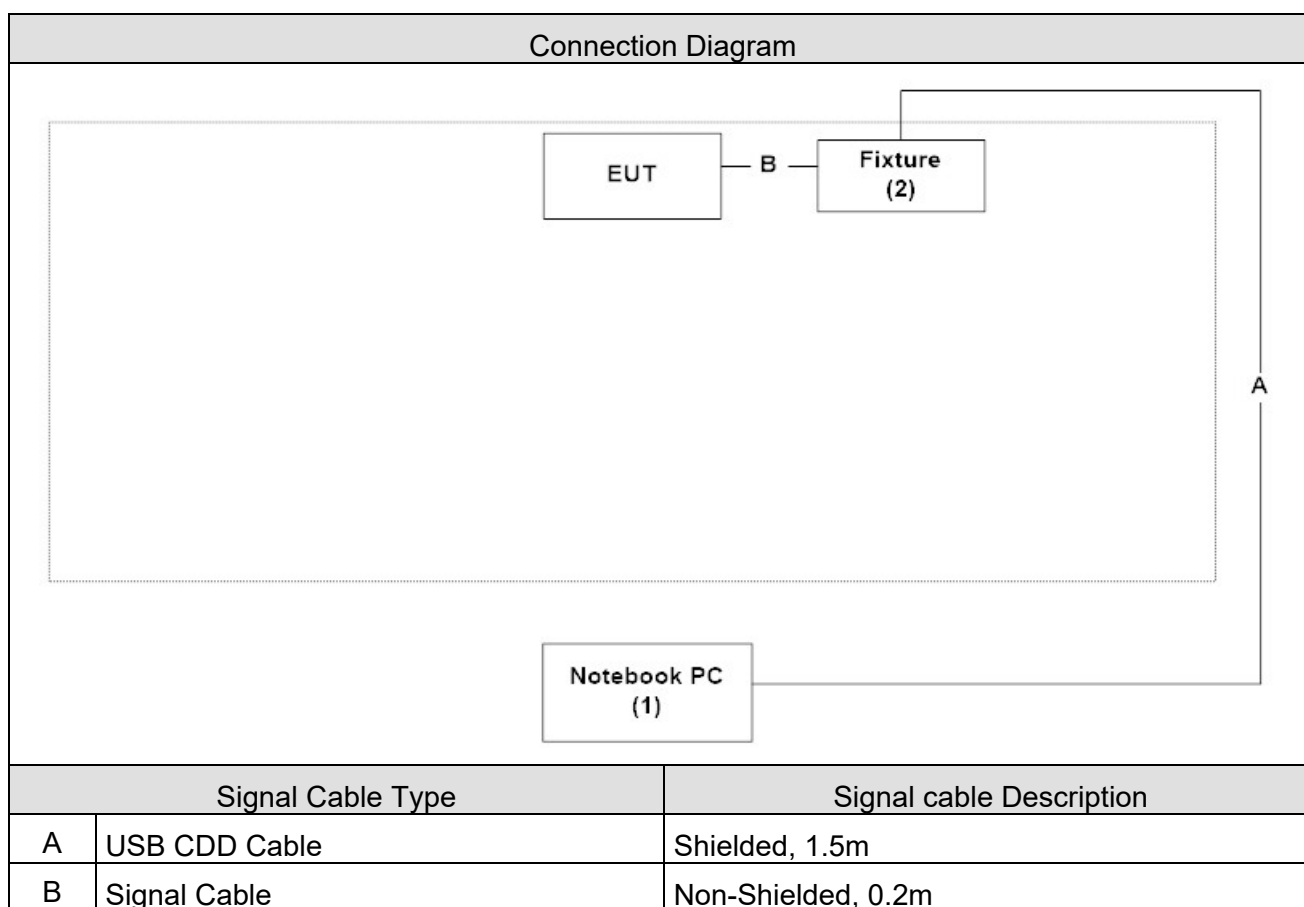 Connection Diagram
EUT
B
Fixture
(2)
A
Notebook PC
(1)
Signal Cable Type Signal cable Description
A USB CDD Cable Shielded, 1.5m
B Signal Cable Non-Shielded, 0.2m